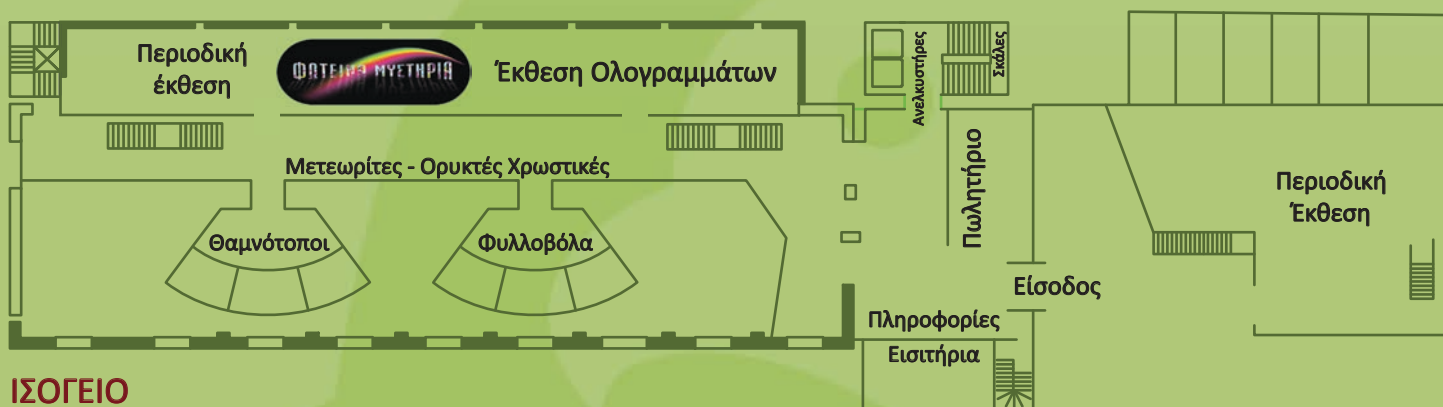 Περιοδική
έκθεση
ΦΩΤΕΙΝΑ ΜΥΣΤΗΡΙΑ
Έκθεση Ολογραμμάτων
Ανελκυστήρες
Σκάλες
Μετεωρίτες - Ορυκτές Χρωστικές
Πωλητήριο
Περιοδική
Έκθεση
Θαμνότοποι
Φυλλοβόλα
Είσοδος
Πληροφορίες
Εισιτήρια
ΙΣΟΓΕΙΟ